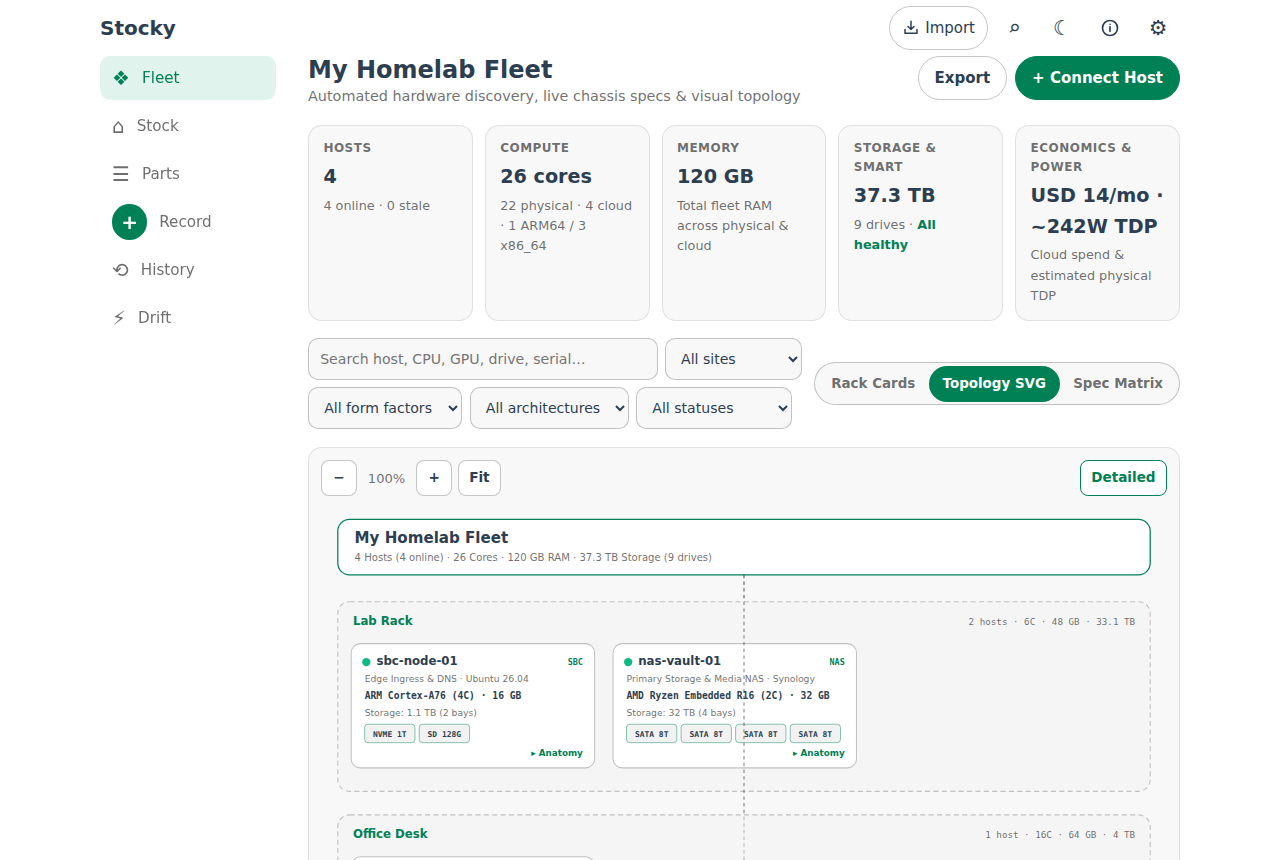 Stocky
Import
Fleet
Stock
Parts
Record
History
Drift
My Homelab Fleet
Automated hardware discovery, live chassis specs & visual topology
Export
+ Connect Host
HOSTS
4
4 online · 0 stale
COMPUTE
26 cores
22 physical · 4 cloud
· 1 ARM64 / 3
x86_64
MEMORY
120 GB
Total fleet RAM
across physical &
cloud
STORAGE &
SMART
37.3 TB
9 drives · All
healthy
ECONOMICS &
POWER
USD 14/mo ·
~242W TDP
Cloud spend &
estimated physical
TDP
Search host, CPU, GPU, drive, serial...
All sites
All form factors
All architectures
All statuses
Rack Cards
Topology SVG
Spec Matrix
− 100% + Fit
Detailed
My Homelab Fleet
4 Hosts (4 online) · 26 Cores · 120 GB RAM · 37.3 TB Storage (9 drives)
Lab Rack
2 hosts · 6C · 48 GB · 33.1 TB
sbc-node-01
SBC
Edge Ingress & DNS · Ubuntu 26.04
ARM Cortex-A76 (4C) · 16 GB
Storage: 1.1 TB (2 bays)
NVME 1T
SD 128G
▸ Anatomy
nas-vault-01
NAS
Primary Storage & Media NAS · Synology
AMD Ryzen Embedded R16 (2C) · 32 GB
Storage: 32 TB (4 bays)
SATA 8T
SATA 8T
SATA 8T
SATA 8T
▸ Anatomy
Office Desk
1 host · 16C · 64 GB · 4 TB